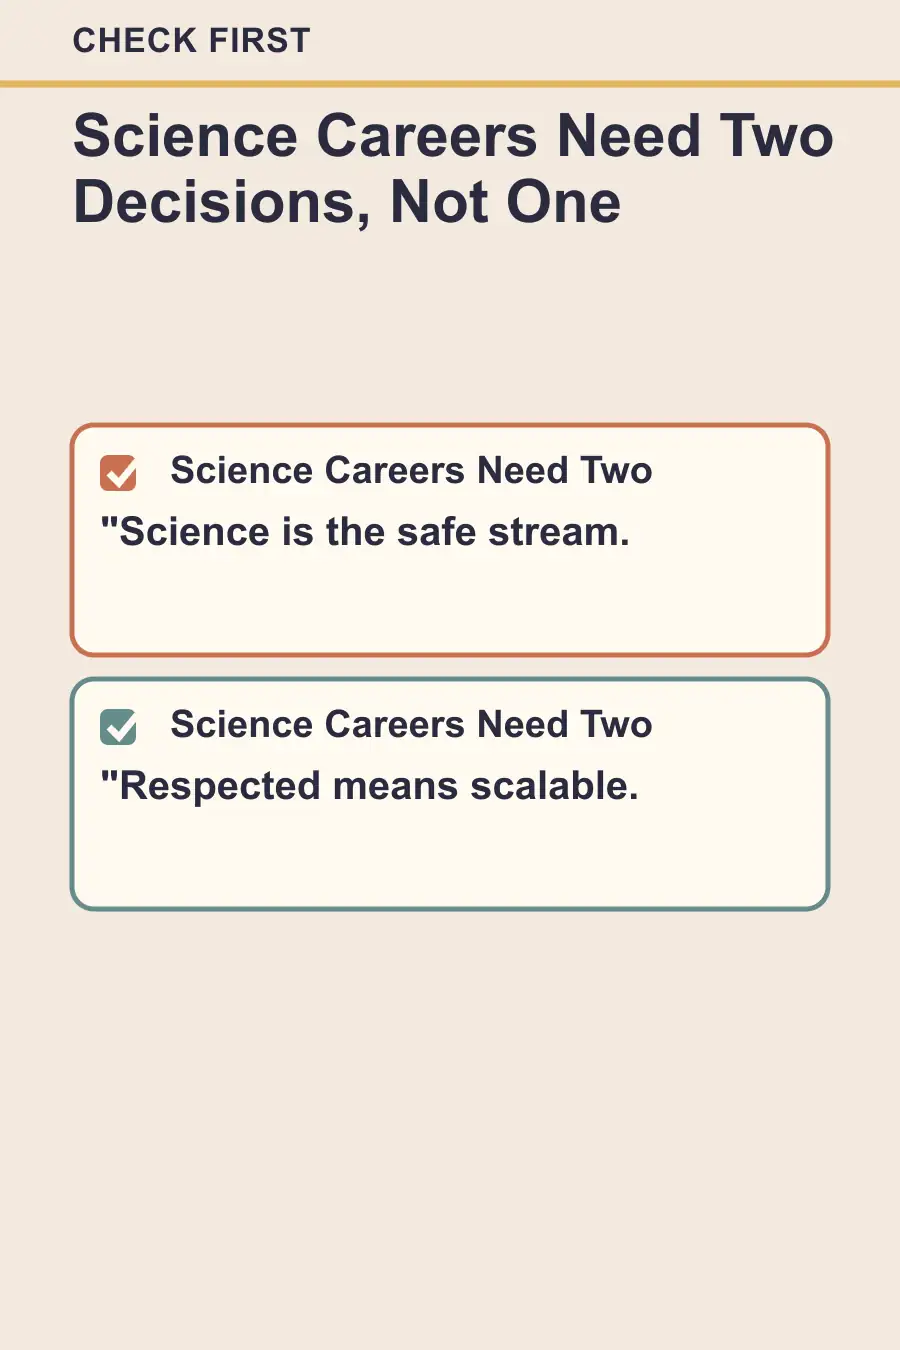 CHECK FIRST
Science Careers Need Two
Decisions, Not One
Science Careers Need Two
"Science is the safe stream.
Science Careers Need Two
"Respected means scalable.